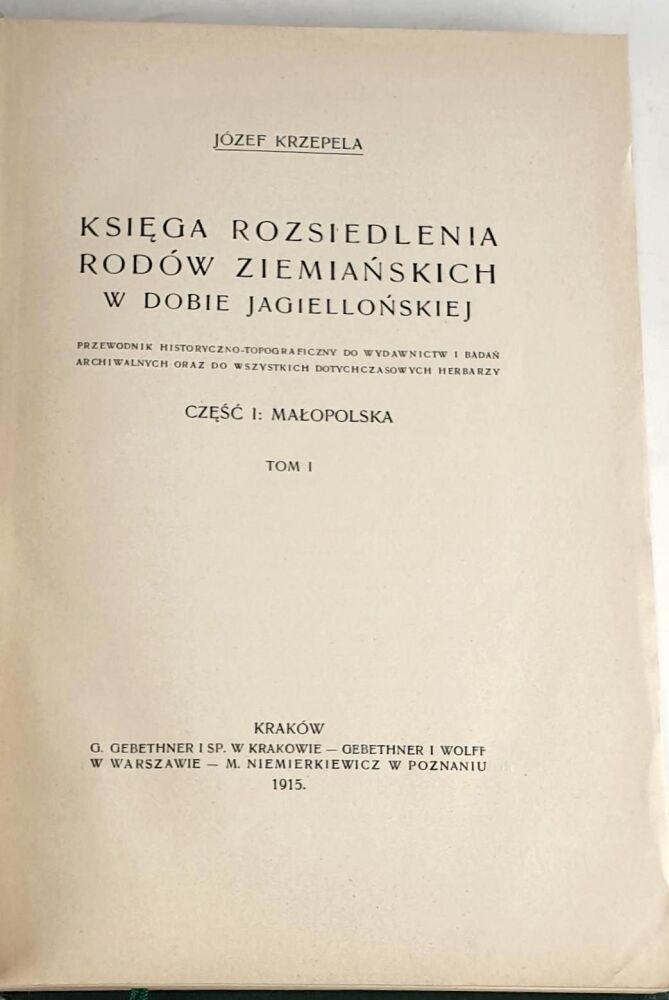 JÓZEF KRZEPELA
KSIĘGA ROZSIEDLENIA
RODÓW ZIEMIAŃSKICH
W DOBIE JAGIELLOŃSKIEJ
PRZEWODNIK HISTORYCZNO-TOPOGRAFICZNY DO WYDAWNICTW I BADAŃ
ARCHIWALNYCH ORAZ DO WSZYSTKICH DOTYCHCZASOWYCH HERBARZY
CZĘŚĆ I: MAŁOPOLSKA
TOM I
KRAKÓW
G. GEBETHNER I SP. W KRAKOWIE — GEBETHNER I WOLFF
W WARSZAWIE — M. NIEMIERKIEWICZ W POZNANIU
1915.